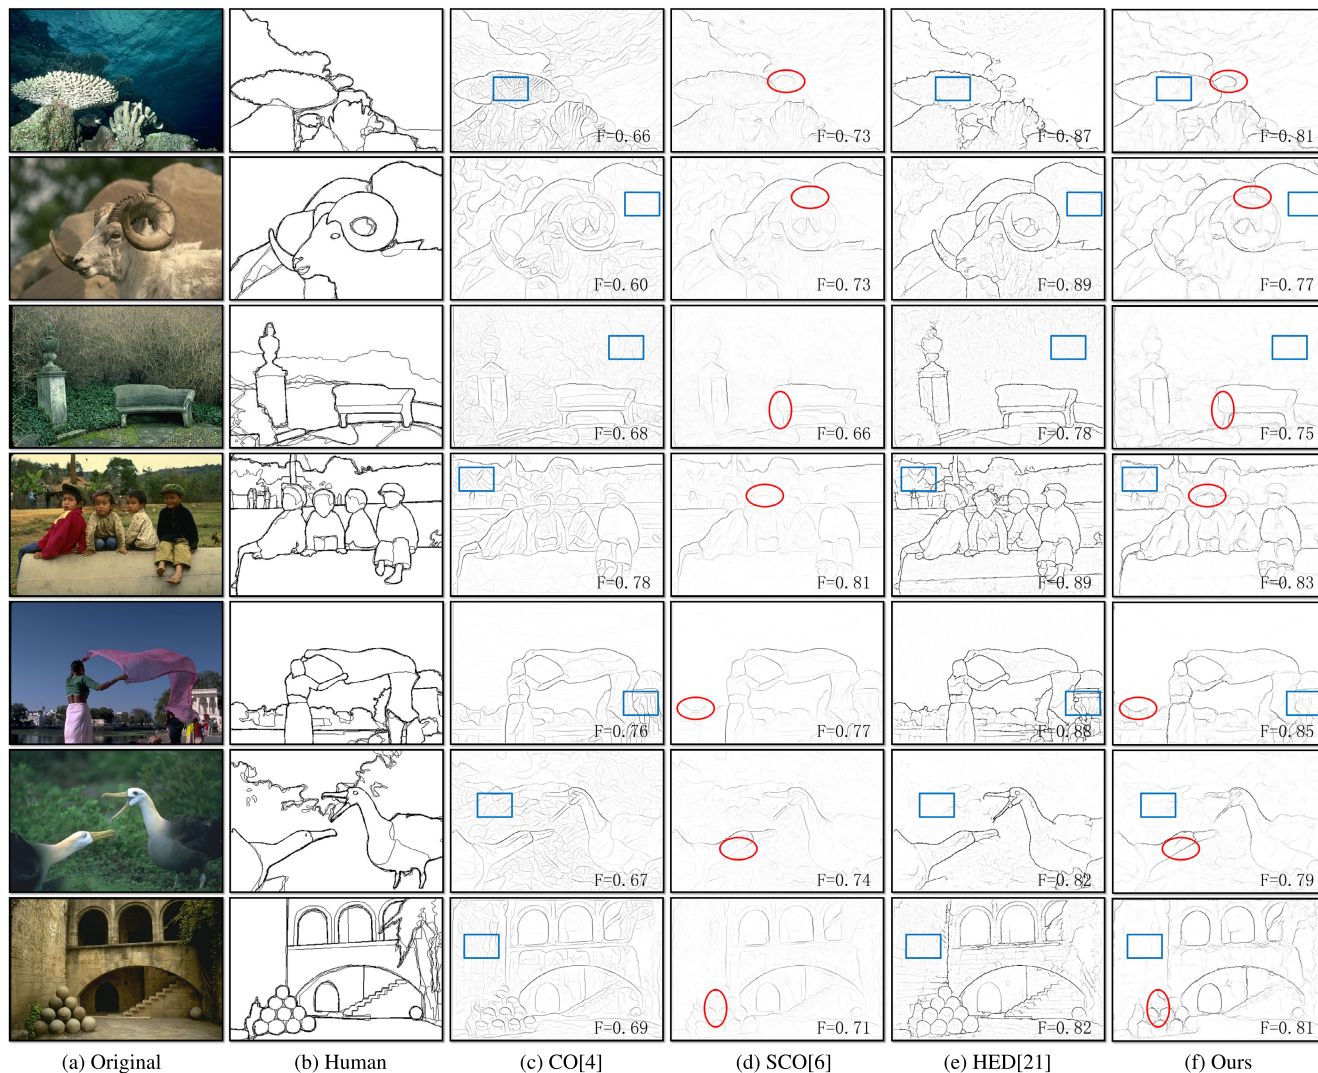 F=0.66 F=0.73 F=0.87 F=0.81
F=0.60 F=0.73 F=0.89 F=0.77
F=0.68 F=0.66 F=0.78 F=0.75
F=0.78 F=0.81 F=0.89 F=0.83
F=0.76 F=0.77 F=0.88 F=0.85
F=0.67 F=0.74 F=0.82 F=0.79
F=0.69 F=0.71 F=0.82 F=0.81
(a) Original (b) Human (c) CO[4] (d) SCO[6] (e) HED[21] (f) Ours